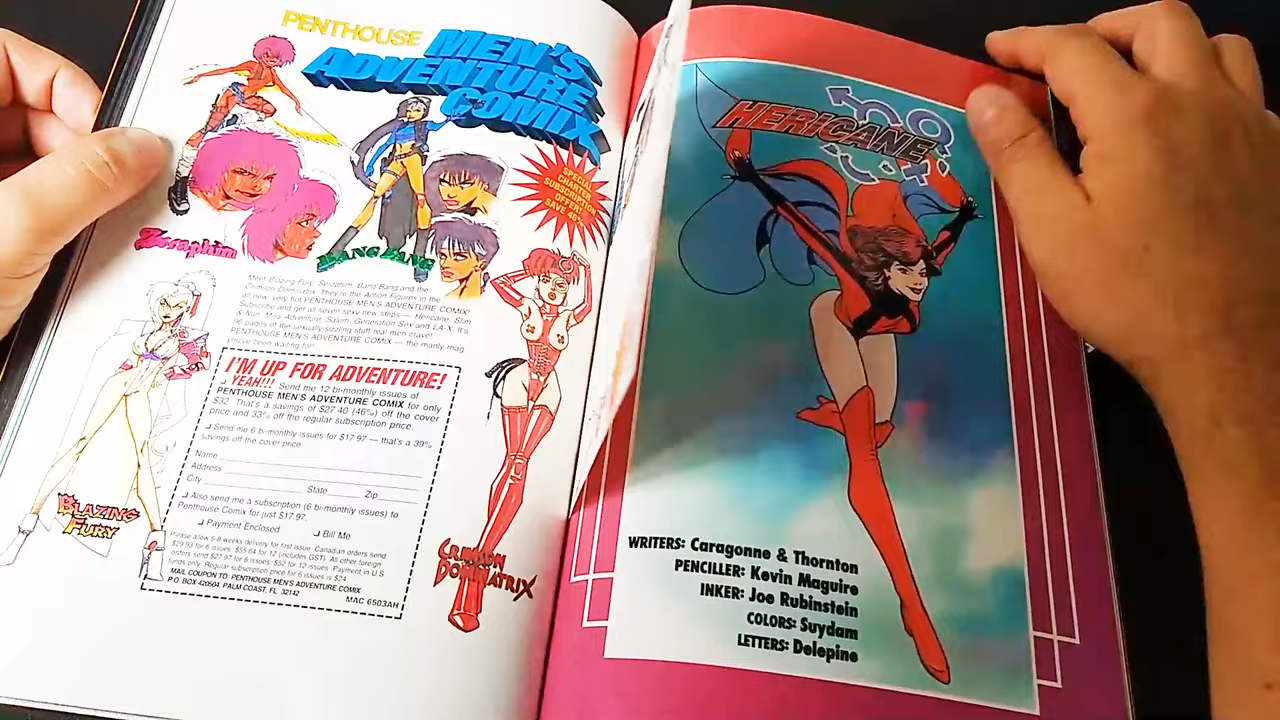 PENTHOUSE MEN'S
ADVENTURE
COMIX
SPECIAL
CHARTER
SUBSCRIPTION
OFFER!
SAVE 46%
Zeraphim
BANG BANG
Meet Blazing Fury, Seraphim, Bang Bang and the
Crimson Dominatrix. They're the Action Figures in the
all new, very hot PENTHOUSE MEN'S ADVENTURE COMIX!
Subscribe and get all seven sexy new strips — Hericane, Slim
& Nun, Maxi Adventure, Salem, Generation Sex and LA-X. It's
96 pages of the sexually-sizzling stuff real men crave!
PENTHOUSE MEN'S ADVENTURE COMIX — the manly mag
you've been waiting for!
I'M UP FOR ADVENTURE!
YEAH!!! Send me 12 bi-monthly issues of
PENTHOUSE MEN'S ADVENTURE COMIX for only
$32. That's a savings of $27.40 (46%) off the cover
price and 33% off the regular subscription price.
Send me 6 bi-monthly issues for $17.97 — that's a 39%
savings off the cover price.
Name
Address
City State Zip
Also send me a subscription (6 bi-monthly issues) to
Penthouse Comix for just $17.97.
Payment Enclosed Bill Me
Please allow 6-8 weeks delivery for first issue. Canadian orders send
$29.93 for 6 issues, $55.64 for 12 (includes GST). All other foreign
orders send $27.97 for 6 issues, $52 for 12 issues. Payment in U.S.
funds only. Regular subscription price for 6 issues is $24
MAIL COUPON TO: PENTHOUSE MEN'S ADVENTURE COMIX
P.O. BOX 420504, PALM COAST, FL 32142
MAC 6503AH
BLAZING
FURY
CRIMSON
DOMINATRIX
HERICANE
WRITERS: Caragonne & Thornton
PENCILLER: Kevin Maguire
INKER: Joe Rubinstein
COLORS: Suydam
LETTERS: Delepine